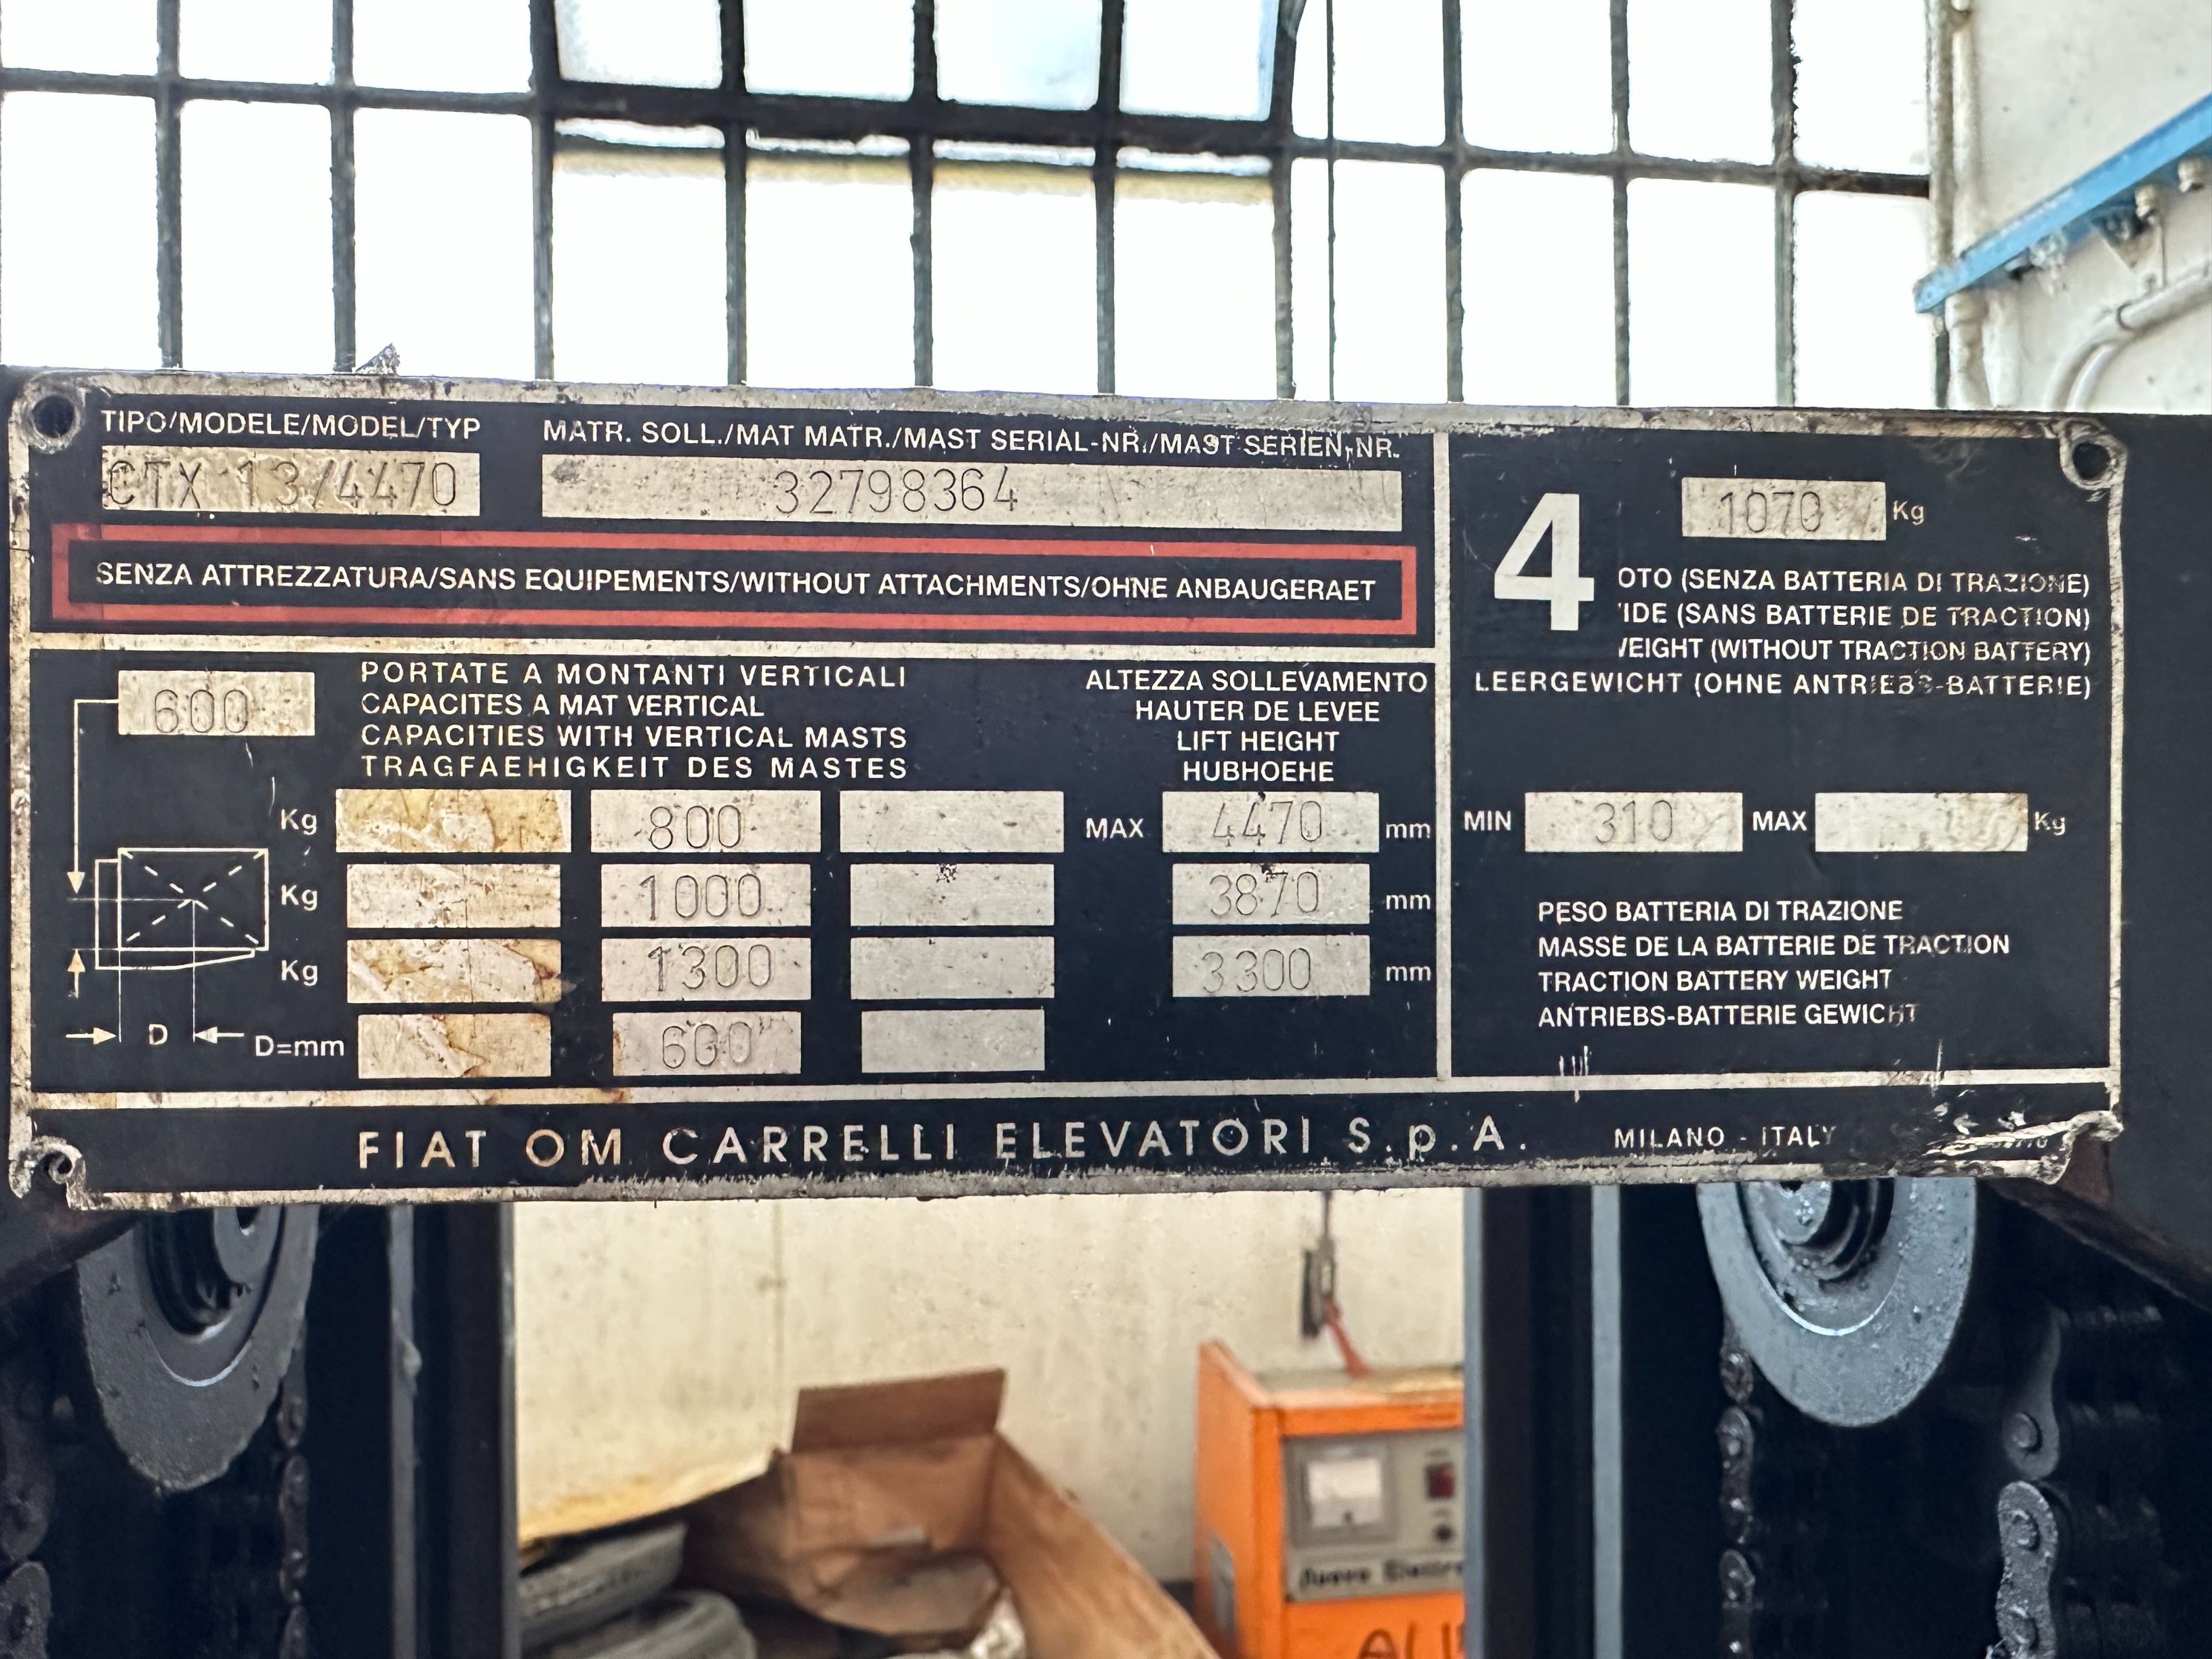 TIPO/MODELE/MODEL/TYP
CTX 13/4470
MATR. SOLL./MAT MATR./MAST SERIAL-NR./MAST SERIEN-NR.
32798364
SENZA ATTREZZATURA/SANS EQUIPEMENTS/WITHOUT ATTACHMENTS/OHNE ANBAUGERAET
600
PORTATE A MONTANTI VERTICALI
CAPACITES A MAT VERTICAL
CAPACITIES WITH VERTICAL MASTS
TRAGFAEHIGKEIT DES MASTES
ALTEZZA SOLLEVAMENTO
HAUTER DE LEVEE
LIFT HEIGHT
HUBHOEHE
Kg 800 MAX 4470 mm
Kg 1000 3870 mm
Kg 1300 3300 mm
D D=mm 600
4
1070 Kg
OTO (SENZA BATTERIA DI TRAZIONE)
IDE (SANS BATTERIE DE TRACTION)
EIGHT (WITHOUT TRACTION BATTERY)
LEERGEWICHT (OHNE ANTRIEBS-BATTERIE)
MIN 310 MAX Kg
PESO BATTERIA DI TRAZIONE
MASSE DE LA BATTERIE DE TRACTION
TRACTION BATTERY WEIGHT
ANTRIEBS-BATTERIE GEWICHT
FIAT OM CARRELLI ELEVATORI S.p.A. MILANO - ITALY
Nuova Elettro